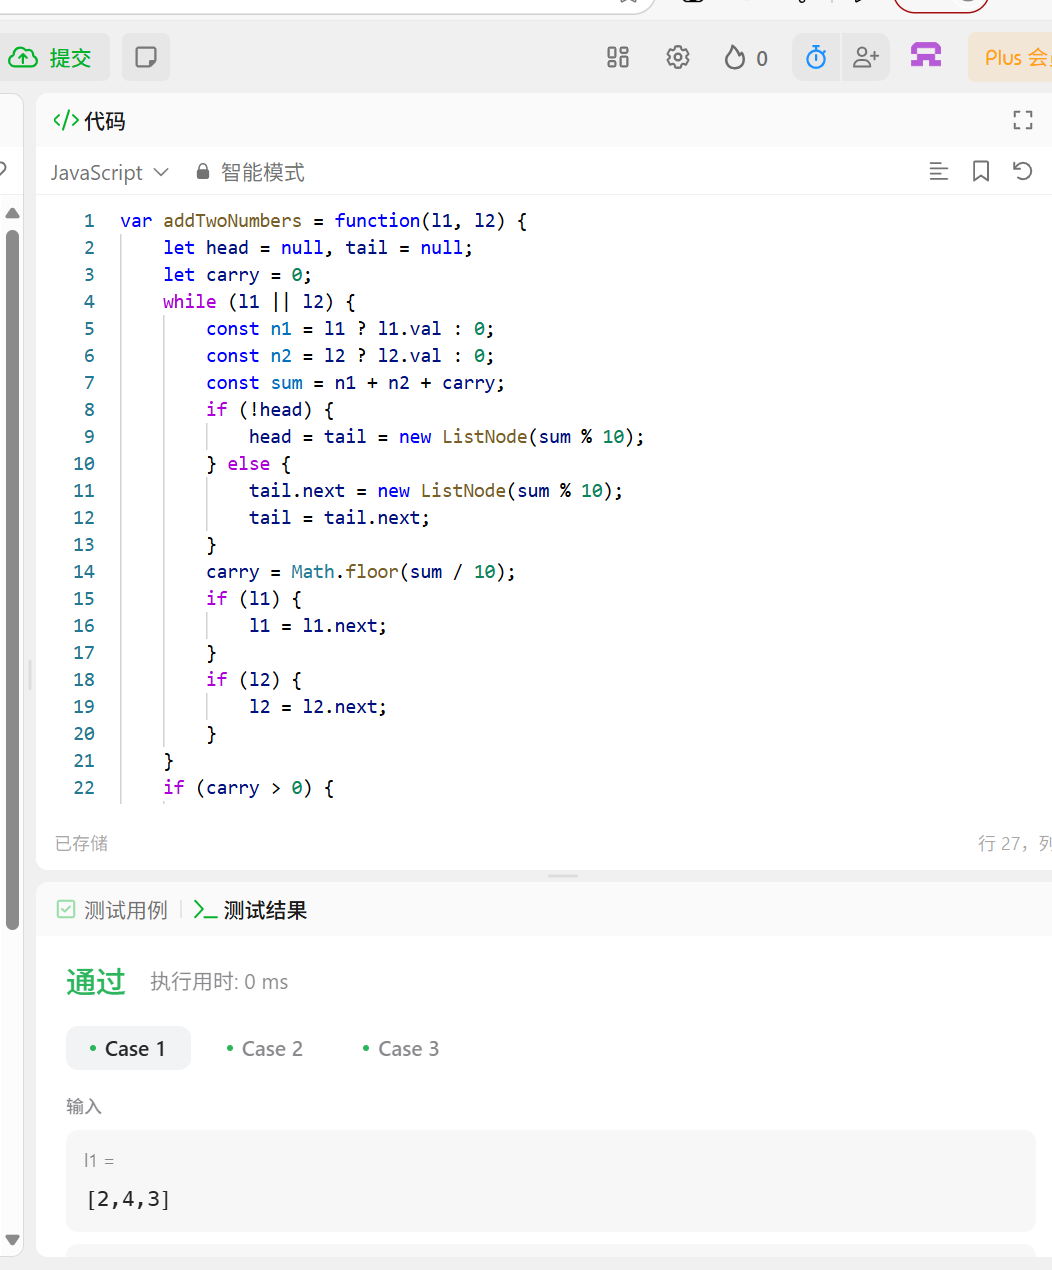 提交
0
Plus 会
代码
JavaScript 智能模式
1 var addTwoNumbers = function(l1, l2) {
2 let head = null, tail = null;
3 let carry = 0;
4 while (l1 || l2) {
5 const n1 = l1 ? l1.val : 0;
6 const n2 = l2 ? l2.val : 0;
7 const sum = n1 + n2 + carry;
8 if (!head) {
9 head = tail = new ListNode(sum % 10);
10 } else {
11 tail.next = new ListNode(sum % 10);
12 tail = tail.next;
13 }
14 carry = Math.floor(sum / 10);
15 if (l1) {
16 l1 = l1.next;
17 }
18 if (l2) {
19 l2 = l2.next;
20 }
21 }
22 if (carry > 0) {
已存储
行 27，列
测试用例 测试结果
通过 执行用时: 0 ms
• Case 1 • Case 2 • Case 3
输入
l1 =
[2,4,3]